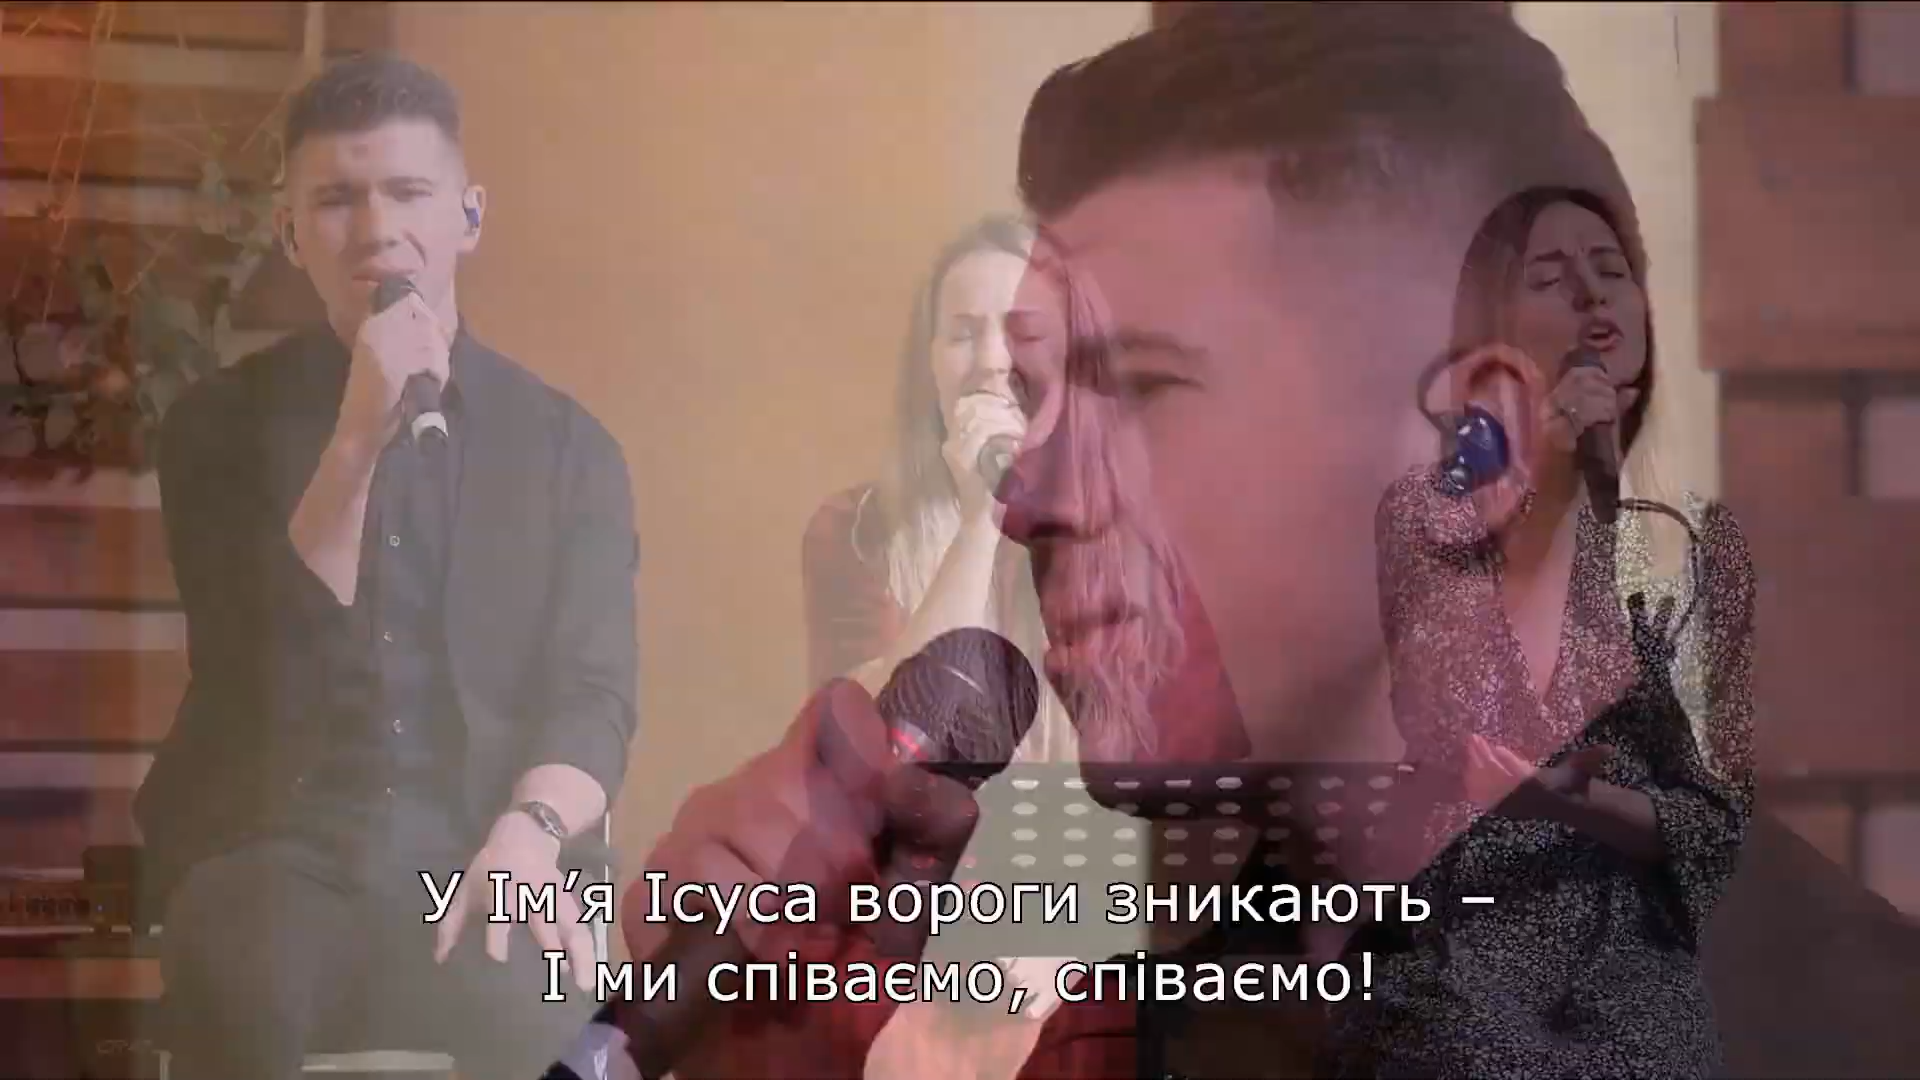 У Ім’я Ісуса вороги зникають –
І ми співаємо, співаємо!